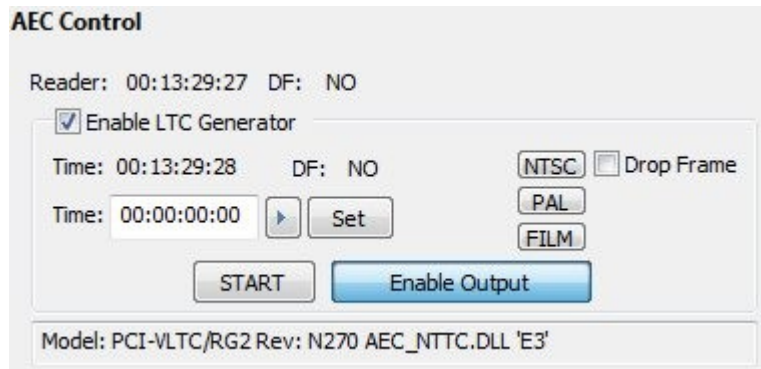 AEC Control
Reader: 00:13:29:27 DF: NO
Enable LTC Generator
Time: 00:13:29:28 DF: NO
NTSC Drop Frame
Time: 00:00:00:00 Set
PAL
FILM
START Enable Output
Model: PCI-VLTC/RG2 Rev: N270 AEC_NTTC.DLL 'E3'